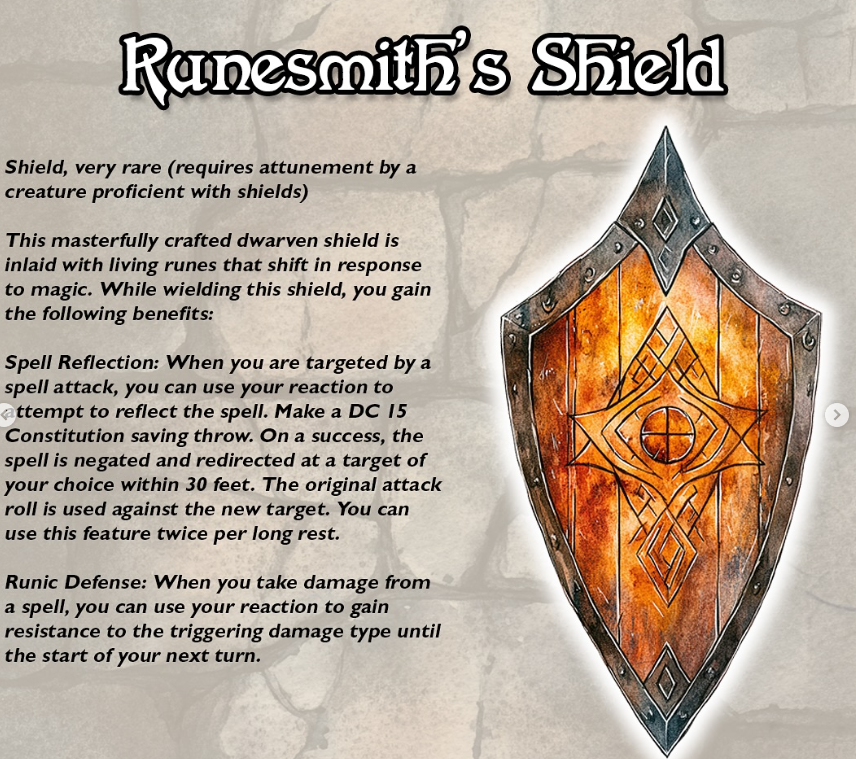 Runesmith's Shield
Shield, very rare (requires attunement by a
creature proficient with shields)
This masterfully crafted dwarven shield is
inlaid with living runes that shift in response
to magic. While wielding this shield, you gain
the following benefits:
Spell Reflection: When you are targeted by a
spell attack, you can use your reaction to
attempt to reflect the spell. Make a DC 15
Constitution saving throw. On a success, the
spell is negated and redirected at a target of
your choice within 30 feet. The original attack
roll is used against the new target. You can
use this feature twice per long rest.
Runic Defense: When you take damage from
a spell, you can use your reaction to gain
resistance to the triggering damage type until
the start of your next turn.